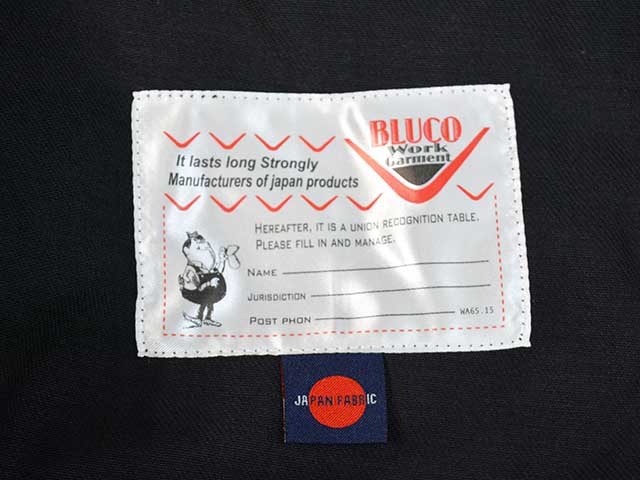 BLUCO
Work
Garment
It lasts long Strongly
Manufacturers of japan products
HEREAFTER, IT IS A UNION RECOGNITION TABLE.
PLEASE FILL IN AND MANAGE.
NAME
JURISDICTION
POST PHON
WA65.15
JAPAN FABRIC